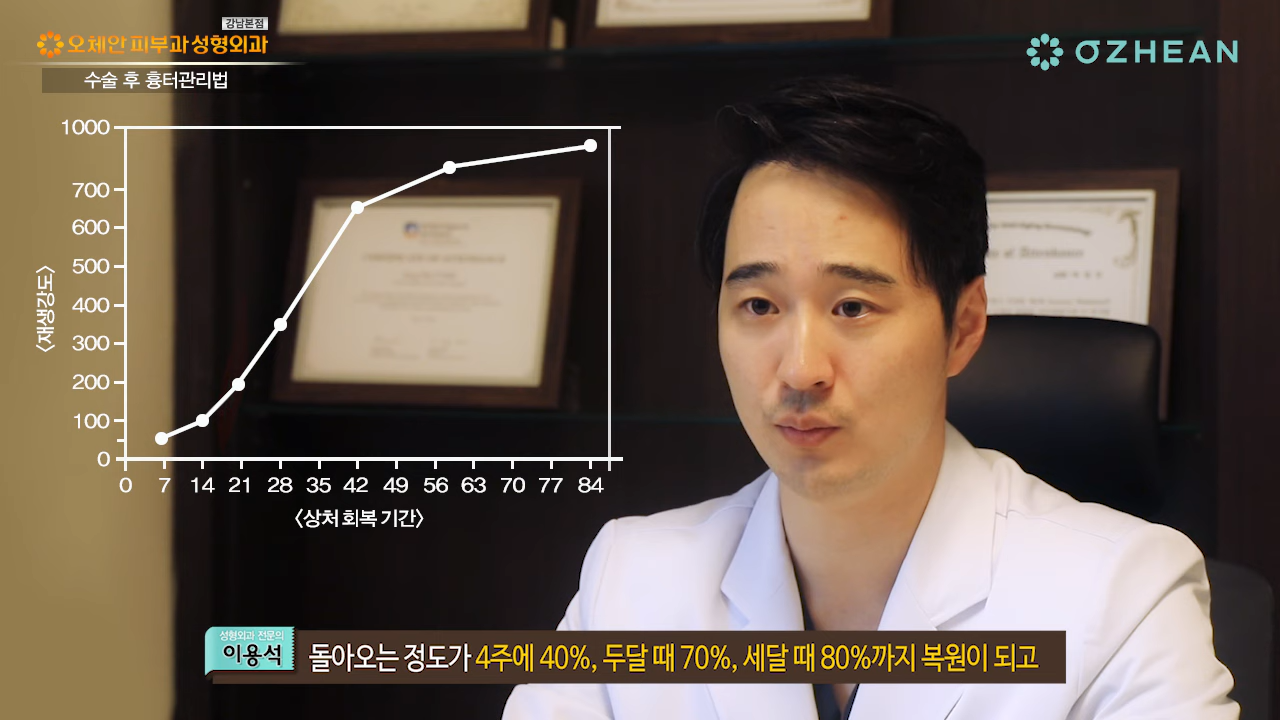 강남본점
오체안 피부과 성형외과
OZHEAN
수술 후 흉터관리법
1000
700
600
500
400
300
200
100
0
<재생강도>
0 7 14 21 28 35 42 49 56 63 70 77 84
<상처 회복 기간>
성형외과 전문의
이용석
돌아오는 정도가 4주에 40%, 두달 때 70%, 세달 때 80%까지 복원이 되고